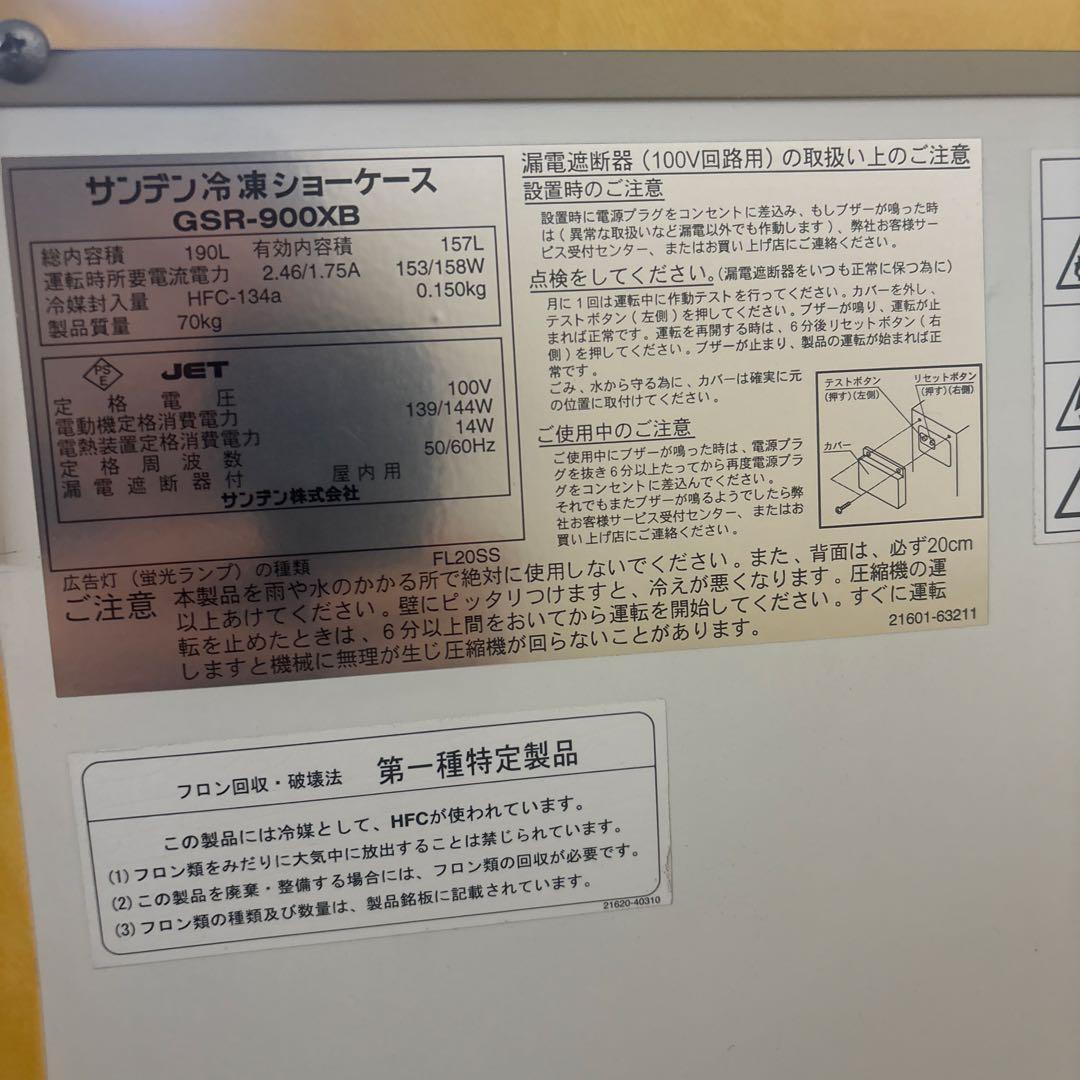 サンデン冷凍ショーケース
GSR-900XB
総内容積 190L 有効内容積 157L
運転時所要電流電力 2.46/1.75A 153/158W
冷媒封入量 HFC-134a 0.150kg
製品質量 70kg
PS
E
JET
定格電圧 100V
電動機定格消費電力 139/144W
電熱装置定格消費電力 14W
定格周波数 50/60Hz
漏電遮断器付 屋内用
サンデン株式会社
広告灯(蛍光ランプ)の種類 FL20SS
漏電遮断器(100V回路用)の取扱い上のご注意
設置時のご注意
設置時に電源プラグをコンセントに差込み、もしブザーが鳴った時
は(異常な取扱いなど漏電以外でも作動します)、弊社お客様サー
ビス受付センター、またはお買い上げ店にご連絡ください。
点検をしてください。(漏電遮断器をいつも正常に保つ為に)
月に1回は運転中に作動テストを行ってください。カバーを外し、
テストボタン(左側)を押してください。ブザーが鳴り、運転が止
まれば正常です。運転を再開する時は、6分後リセットボタン(右
側)を押してください。ブザーが止まり、製品の運転が始まれば正
常です。
ごみ、水から守る為に、カバーは確実に元
の位置に取付けてください。
ご使用中のご注意
ご使用中にブザーが鳴った時は、電源プラ
グを抜き6分以上たってから再度電源プラ
グをコンセントに差込んでください。
それでもまたブザーが鳴るようでしたら弊
社お客様サービス受付センター、またはお
買い上げ店にご連絡ください。
テストボタン
(押す)(左側)
リセットボタン
(押す)(右側)
カバー
ご注意 本製品を雨や水のかかる所で絶対に使用しないでください。また、背面は、必ず20cm
以上あけてください。壁にピッタリつけますと、冷えが悪くなります。圧縮機の運
転を止めたときは、6分以上間をおいてから運転を開始してください。すぐに運転
しますと機械に無理が生じ圧縮機が回らないことがあります。
21601-63211
フロン回収・破壊法 第一種特定製品
この製品には冷媒として、HFCが使われています。
(1)フロン類をみだりに大気中に放出することは禁じられています。
(2)この製品を廃棄・整備する場合には、フロン類の回収が必要です。
(3)フロン類の種類及び数量は、製品銘板に記載されています。
21620-40310